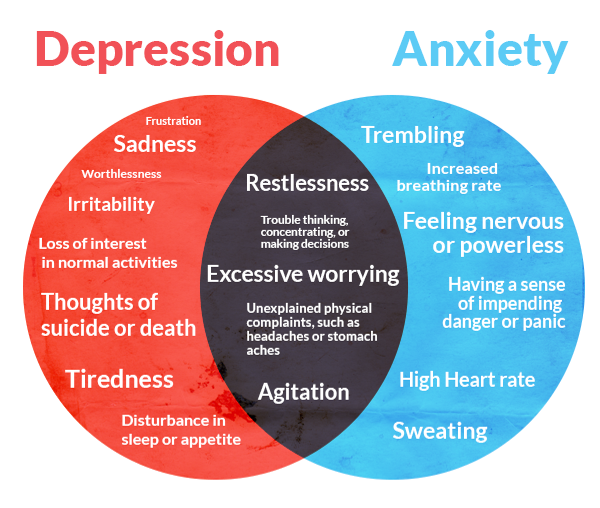 Depression
Anxiety
Frustration
Sadness
Worthlessness
Irritability
Loss of interest
in normal activities
Thoughts of
suicide or death
Tiredness
Disturbance in
sleep or appetite
Restlessness
Trouble thinking,
concentrating, or
making decisions
Excessive worrying
Unexplained physical
complaints, such as
headaches or stomach
aches
Agitation
Trembling
Increased
breathing rate
Feeling nervous
or powerless
Having a sense
of impending
danger or panic
High Heart rate
Sweating